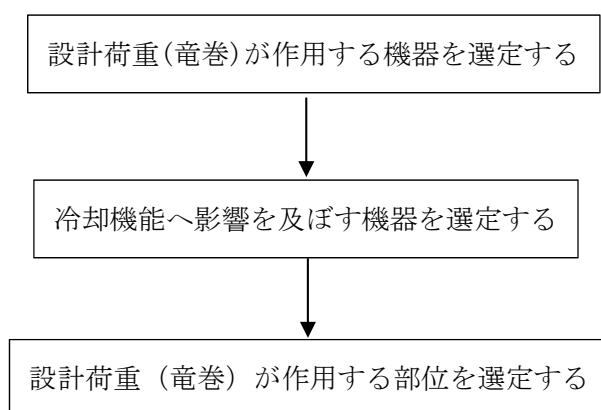 設計荷重(竜巻)が作用する機器を選定する
冷却機能へ影響を及ぼす機器を選定する
設計荷重（竜巻）が作用する部位を選定する